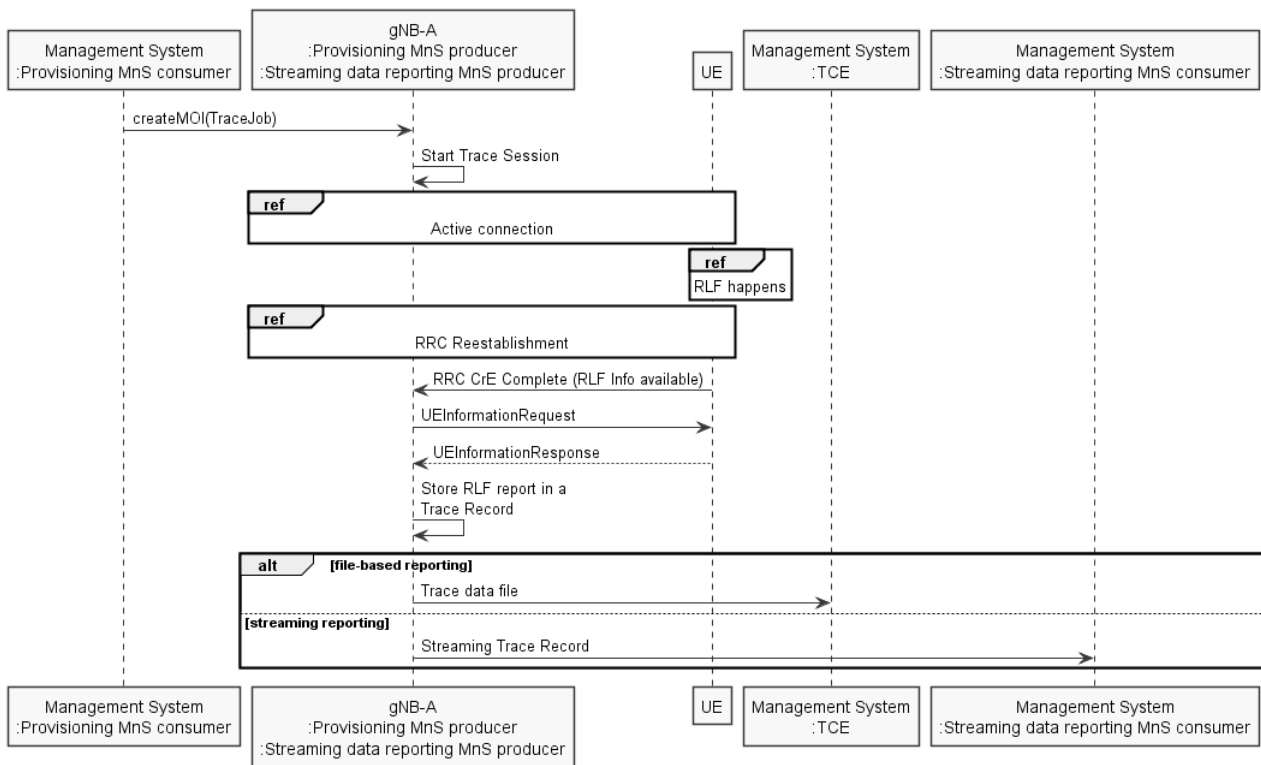 Management System
:Provisioning MnS consumer
gNB-A
:Provisioning MnS producer
:Streaming data reporting MnS producer
UE
Management System
:TCE
Management System
:Streaming data reporting MnS consumer
createMOI(TraceJob)
Start Trace Session
ref
Active connection
ref
RLF happens
ref
RRC Reestablishment
RRC CrE Complete (RLF Info available)
UEInformationRequest
UEInformationResponse
Store RLF report in a
Trace Record
alt [file-based reporting]
Trace data file
[streaming reporting]
Streaming Trace Record
Management System
:Provisioning MnS consumer
gNB-A
:Provisioning MnS producer
:Streaming data reporting MnS producer
UE
Management System
:TCE
Management System
:Streaming data reporting MnS consumer